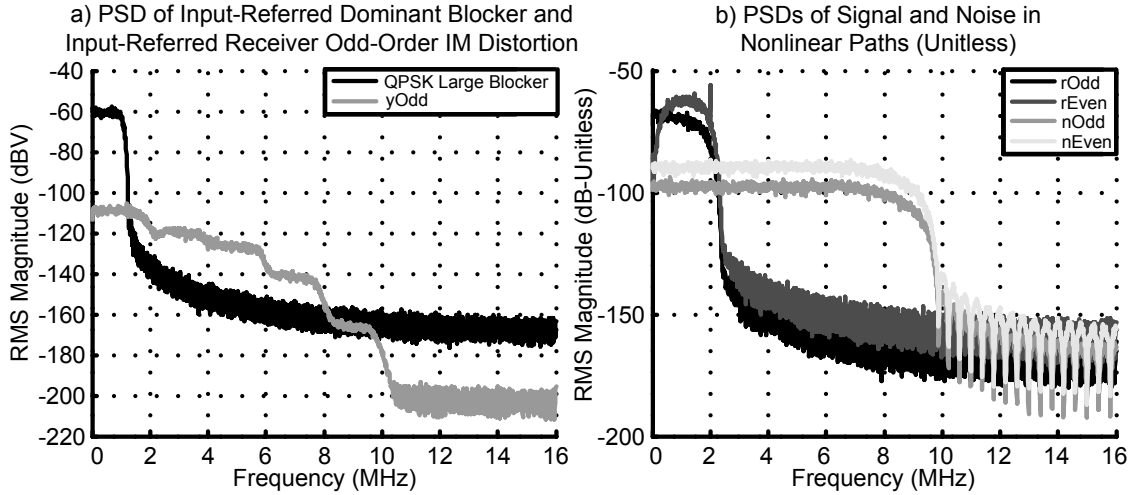 a) PSD of Input-Referred Dominant Blocker and
Input-Referred Receiver Odd-Order IM Distortion
-40
-60
-80
-100
-120
-140
-160
-180
-200
-220
RMS Magnitude (dBV)
QPSK Large Blocker
yOdd
0 2 4 6 8 10 12 14 16
Frequency (MHz)
b) PSDs of Signal and Noise in
Nonlinear Paths (Unitless)
-50
-100
-150
-200
RMS Magnitude (dB-Unitless)
rOdd
rEven
nOdd
nEven
0 2 4 6 8 10 12 14 16
Frequency (MHz)